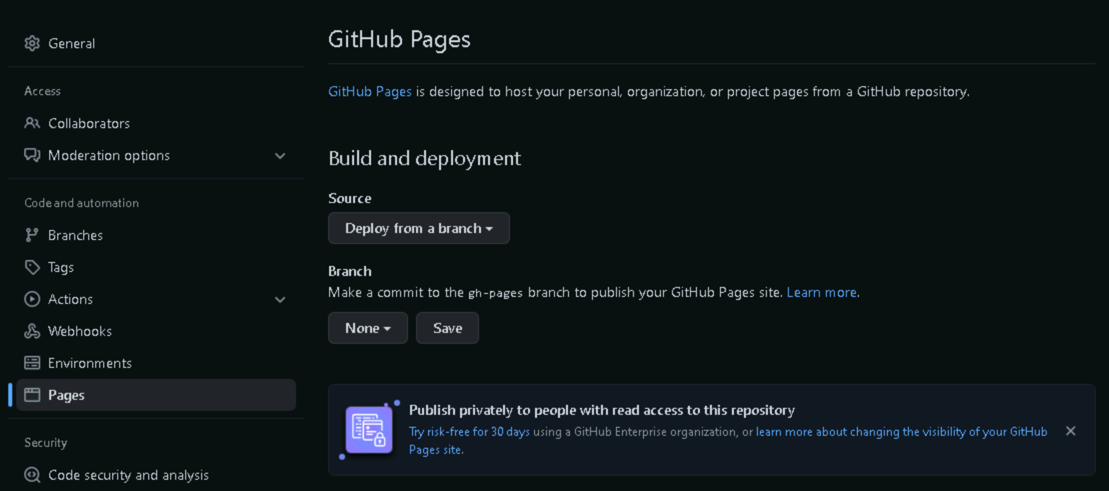 General
Access
Collaborators
Moderation options
Code and automation
Branches
Tags
Actions
Webhooks
Environments
Pages
Security
Code security and analysis
GitHub Pages
GitHub Pages is designed to host your personal, organization, or project pages from a GitHub repository.
Build and deployment
Source
Deploy from a branch
Branch
Make a commit to the gh-pages branch to publish your GitHub Pages site. Learn more.
None Save
Publish privately to people with read access to this repository
Try risk-free for 30 days using a GitHub Enterprise organization, or learn more about changing the visibility of your GitHub
Pages site.